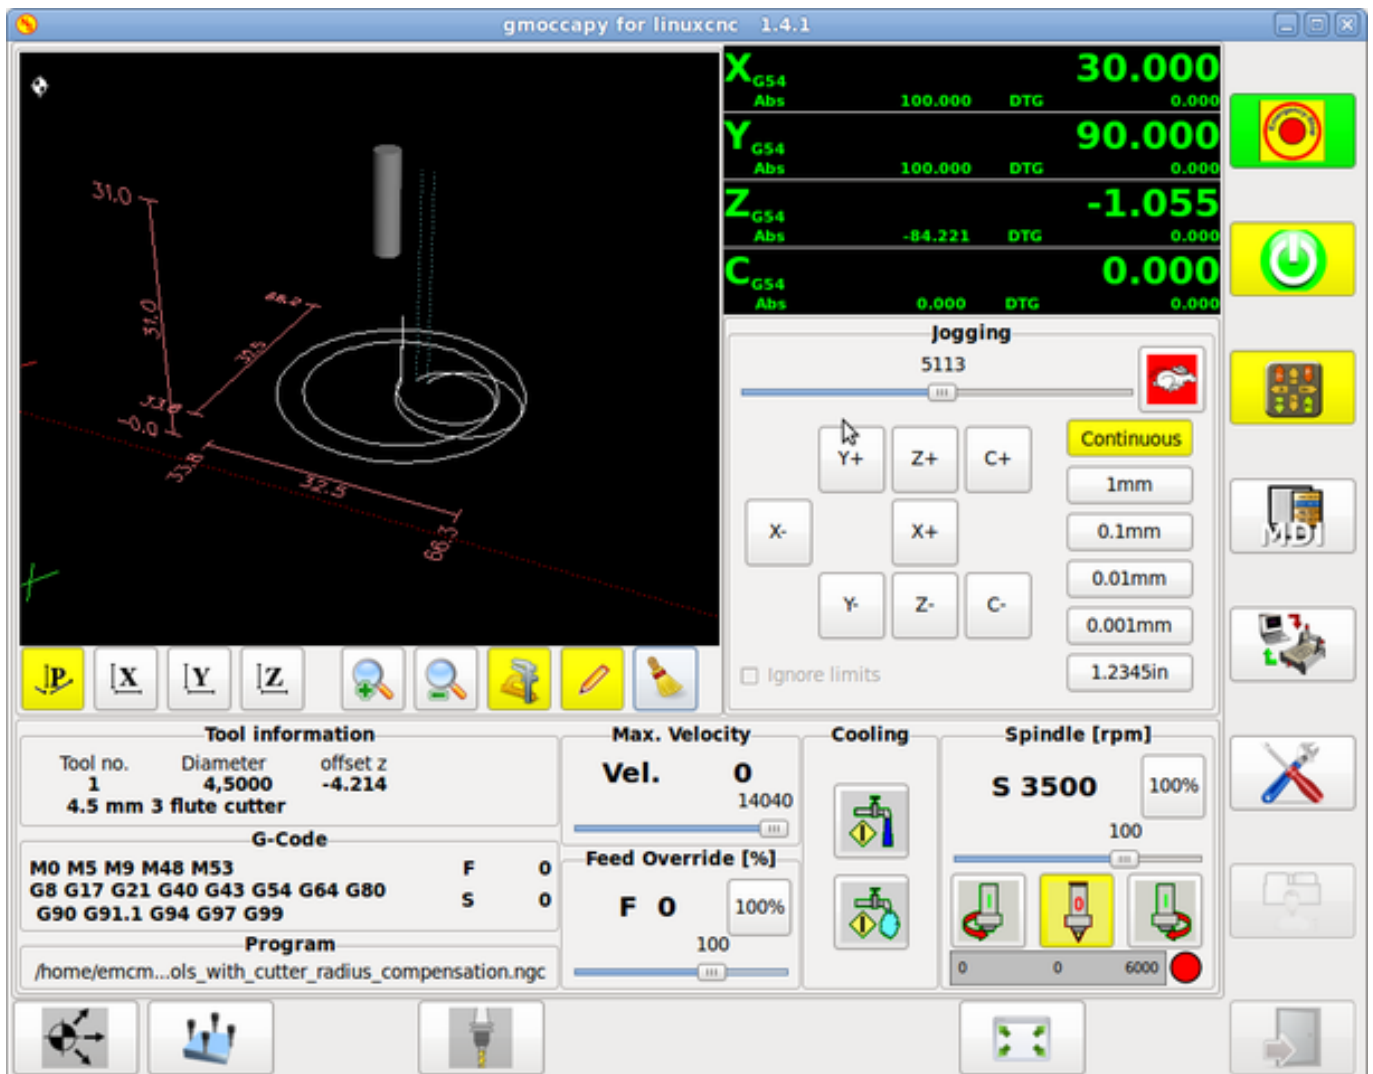 gmoccapy for linuxcnc 1.4.1
31.0
31.0
33.8
-0.0
33.8
32.5
66.3
X G54 30.000
Abs 100.000 DTG 0.000
Y G54 90.000
Abs 100.000 DTG 0.000
Z G54 -1.055
Abs -84.221 DTG 0.000
C G54 0.000
Abs 0.000 DTG 0.000
Jogging
5113
Continuous
Y+ Z+ C+
1mm
X- X+
0.1mm
0.01mm
Y- Z- C-
0.001mm
Ignore limits
1.2345in
MDI
P X Y Z
Tool information
Tool no. Diameter offset z
1 4,5000 -4.214
4.5 mm 3 flute cutter
G-Code
M0 M5 M9 M48 M53 F 0
G8 G17 G21 G40 G43 G54 G64 G80 S 0
G90 G91.1 G94 G97 G99
Program
/home/emcm...ols_with_cutter_radius_compensation.ngc
Max. Velocity
Vel. 0
14040
Feed Override [%]
F 0 100%
100
Cooling
Spindle [rpm]
S 3500 100%
100
0 0 6000